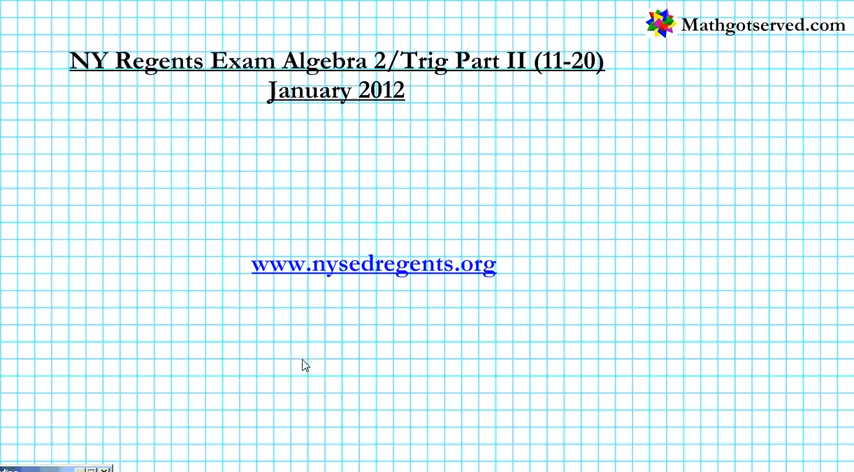 Mathgotserved.com
NY Regents Exam Algebra 2/Trig Part II (11-20)
January 2012
www.nysedregents.org